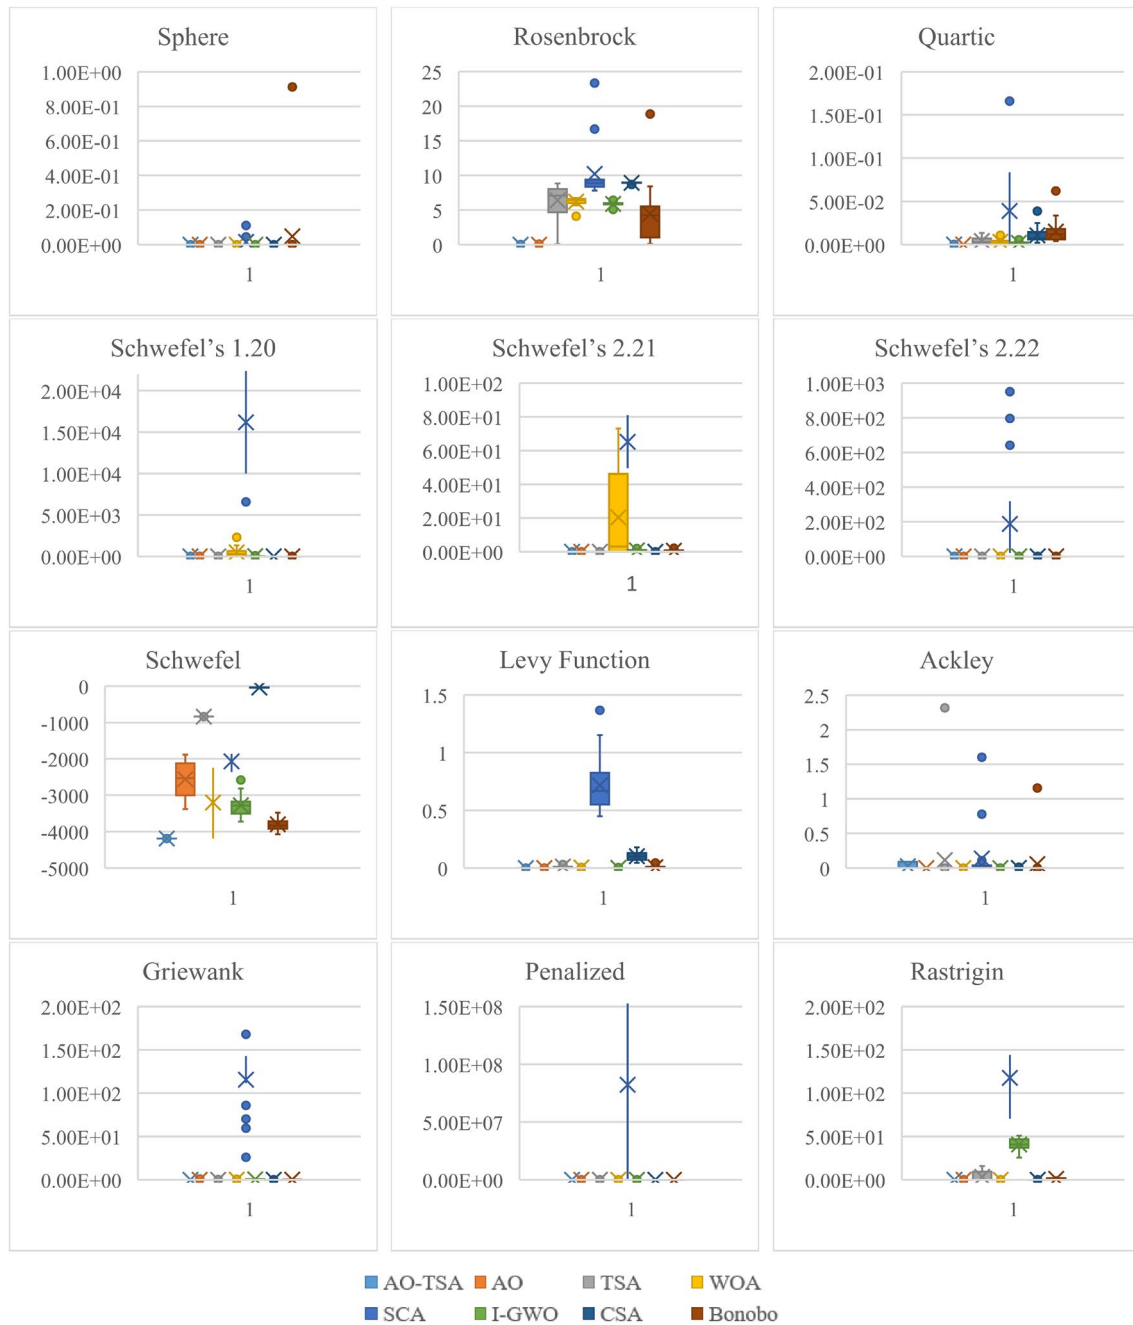 Sphere
1.00E+00
8.00E-01
6.00E-01
4.00E-01
2.00E-01
0.00E+00
1
Rosenbrock
25
20
15
10
5
0
1
Quartic
2.00E-01
1.50E-01
1.00E-01
5.00E-02
0.00E+00
1
Schwefel’s 1.20
2.00E+04
1.50E+04
1.00E+04
5.00E+03
0.00E+00
1
Schwefel’s 2.21
1.00E+02
8.00E+01
6.00E+01
4.00E+01
2.00E+01
0.00E+00
1
Schwefel’s 2.22
1.00E+03
8.00E+02
6.00E+02
4.00E+02
2.00E+02
0.00E+00
1
Schwefel
0
-1000
-2000
-3000
-4000
-5000
1
Levy Function
1.5
1
0.5
0
1
Ackley
2.5
2
1.5
1
0.5
0
1
Griewank
2.00E+02
1.50E+02
1.00E+02
5.00E+01
0.00E+00
1
Penalized
1.50E+08
1.00E+08
5.00E+07
0.00E+00
1
Rastrigin
2.00E+02
1.50E+02
1.00E+02
5.00E+01
0.00E+00
1
AO-TSA AO TSA WOA
SCA I-GWO CSA Bonobo